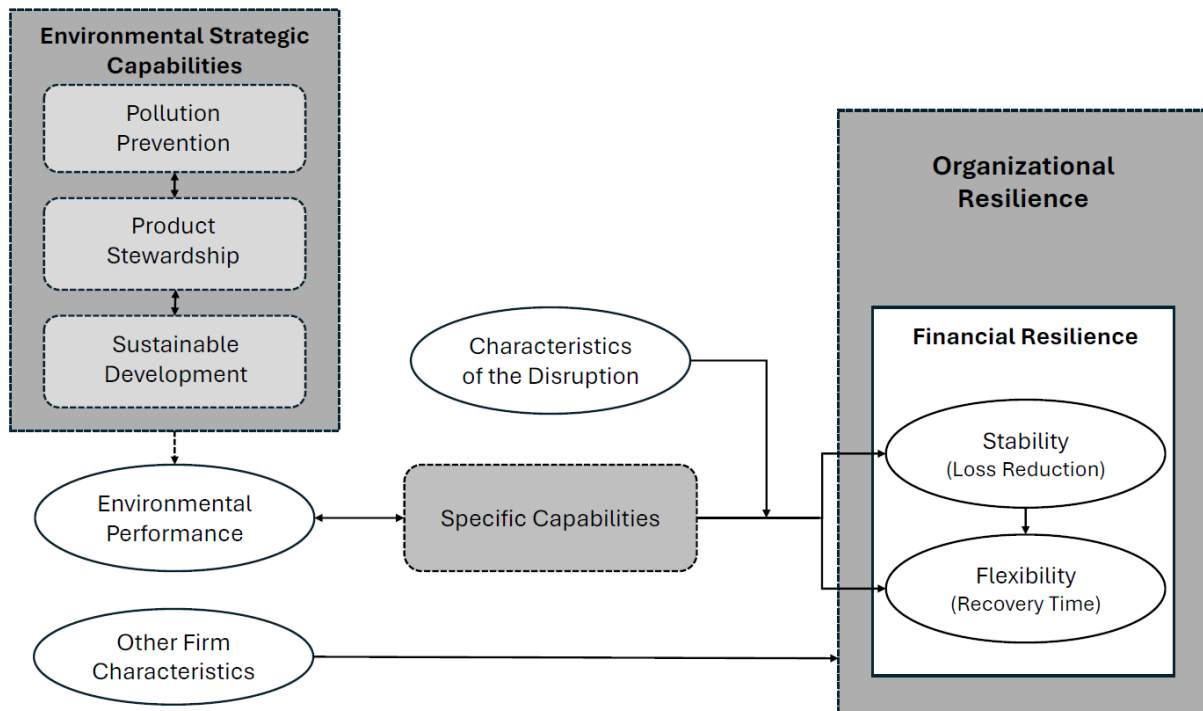 Environmental Strategic
Capabilities
Pollution
Prevention
Product
Stewardship
Sustainable
Development
Environmental
Performance
Other Firm
Characteristics
Characteristics
of the Disruption
Specific Capabilities
Organizational
Resilience
Financial Resilience
Stability
(Loss Reduction)
Flexibility
(Recovery Time)